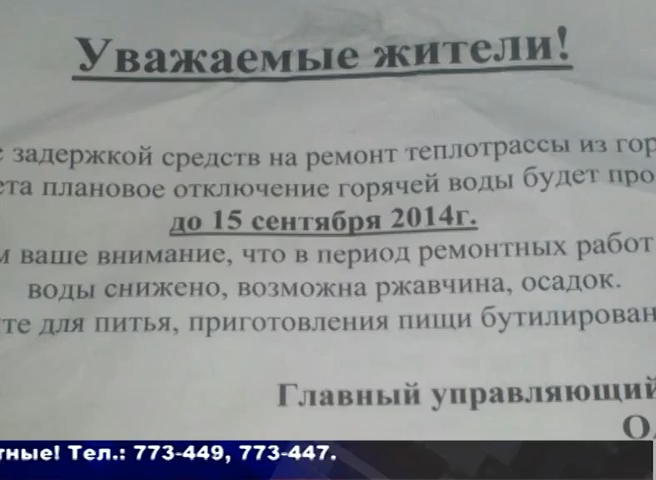 Уважаемые жители!
с задержкой средств на ремонт теплотрассы из гор
ета плановое отключение горячей воды будет про
до 15 сентября 2014г.
м ваше внимание, что в период ремонтных работ
воды снижено, возможна ржавчина, осадок.
те для питья, приготовления пищи бутилирован
Главный управляющий
О.
тные! Тел.: 773-449, 773-447.